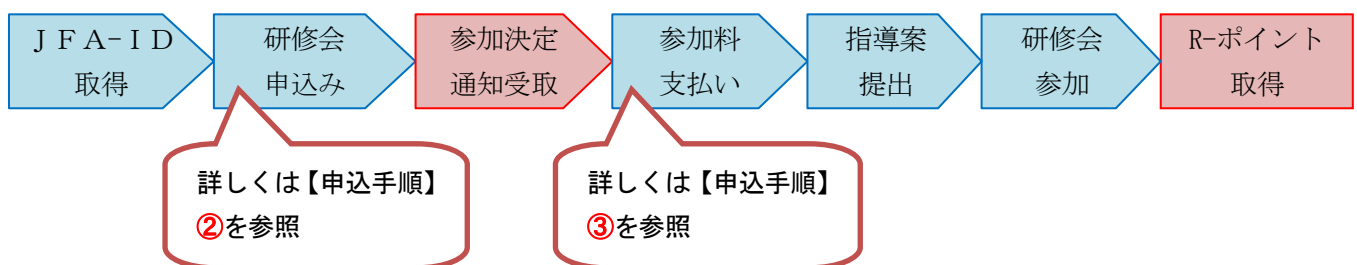 ＪＦＡ-ＩＤ
取得
研修会
申込み
参加決定
通知受取
参加料
支払い
指導案
提出
研修会
参加
R-ポイント
取得
詳しくは【申込手順】
②を参照
詳しくは【申込手順】
③を参照